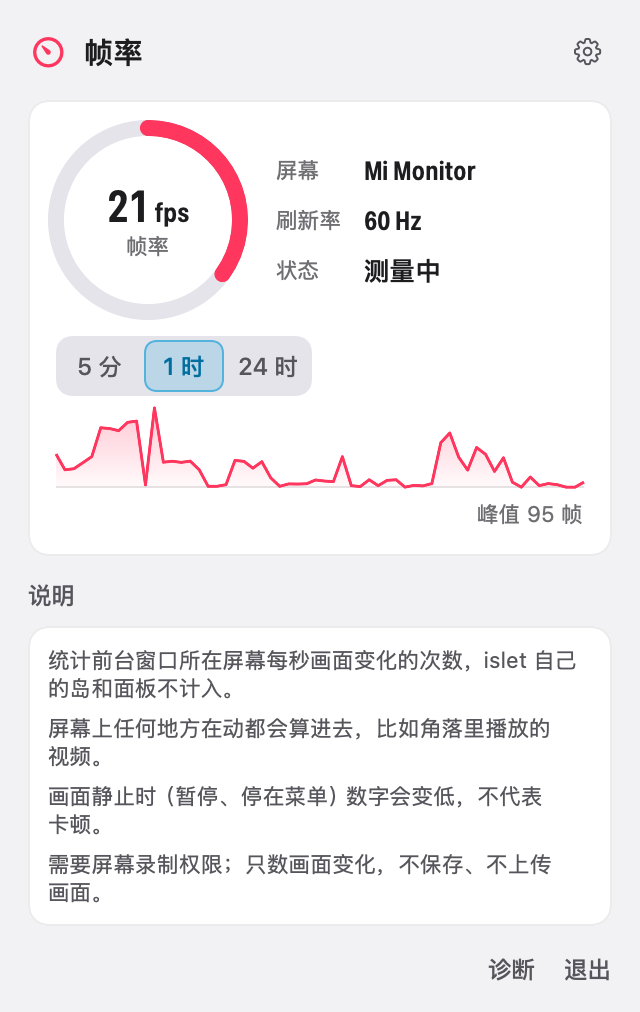 帧率
21 fps
帧率
屏幕 Mi Monitor
刷新率 60 Hz
状态 测量中
5 分 1 时 24 时
峰值 95 帧
说明
统计前台窗口所在屏幕每秒画面变化的次数，islet 自己
的岛和面板不计入。
屏幕上任何地方在动都会算进去，比如角落里播放的
视频。
画面静止时（暂停、停在菜单）数字会变低，不代表
卡顿。
需要屏幕录制权限；只数画面变化，不保存、不上传
画面。
诊断 退出